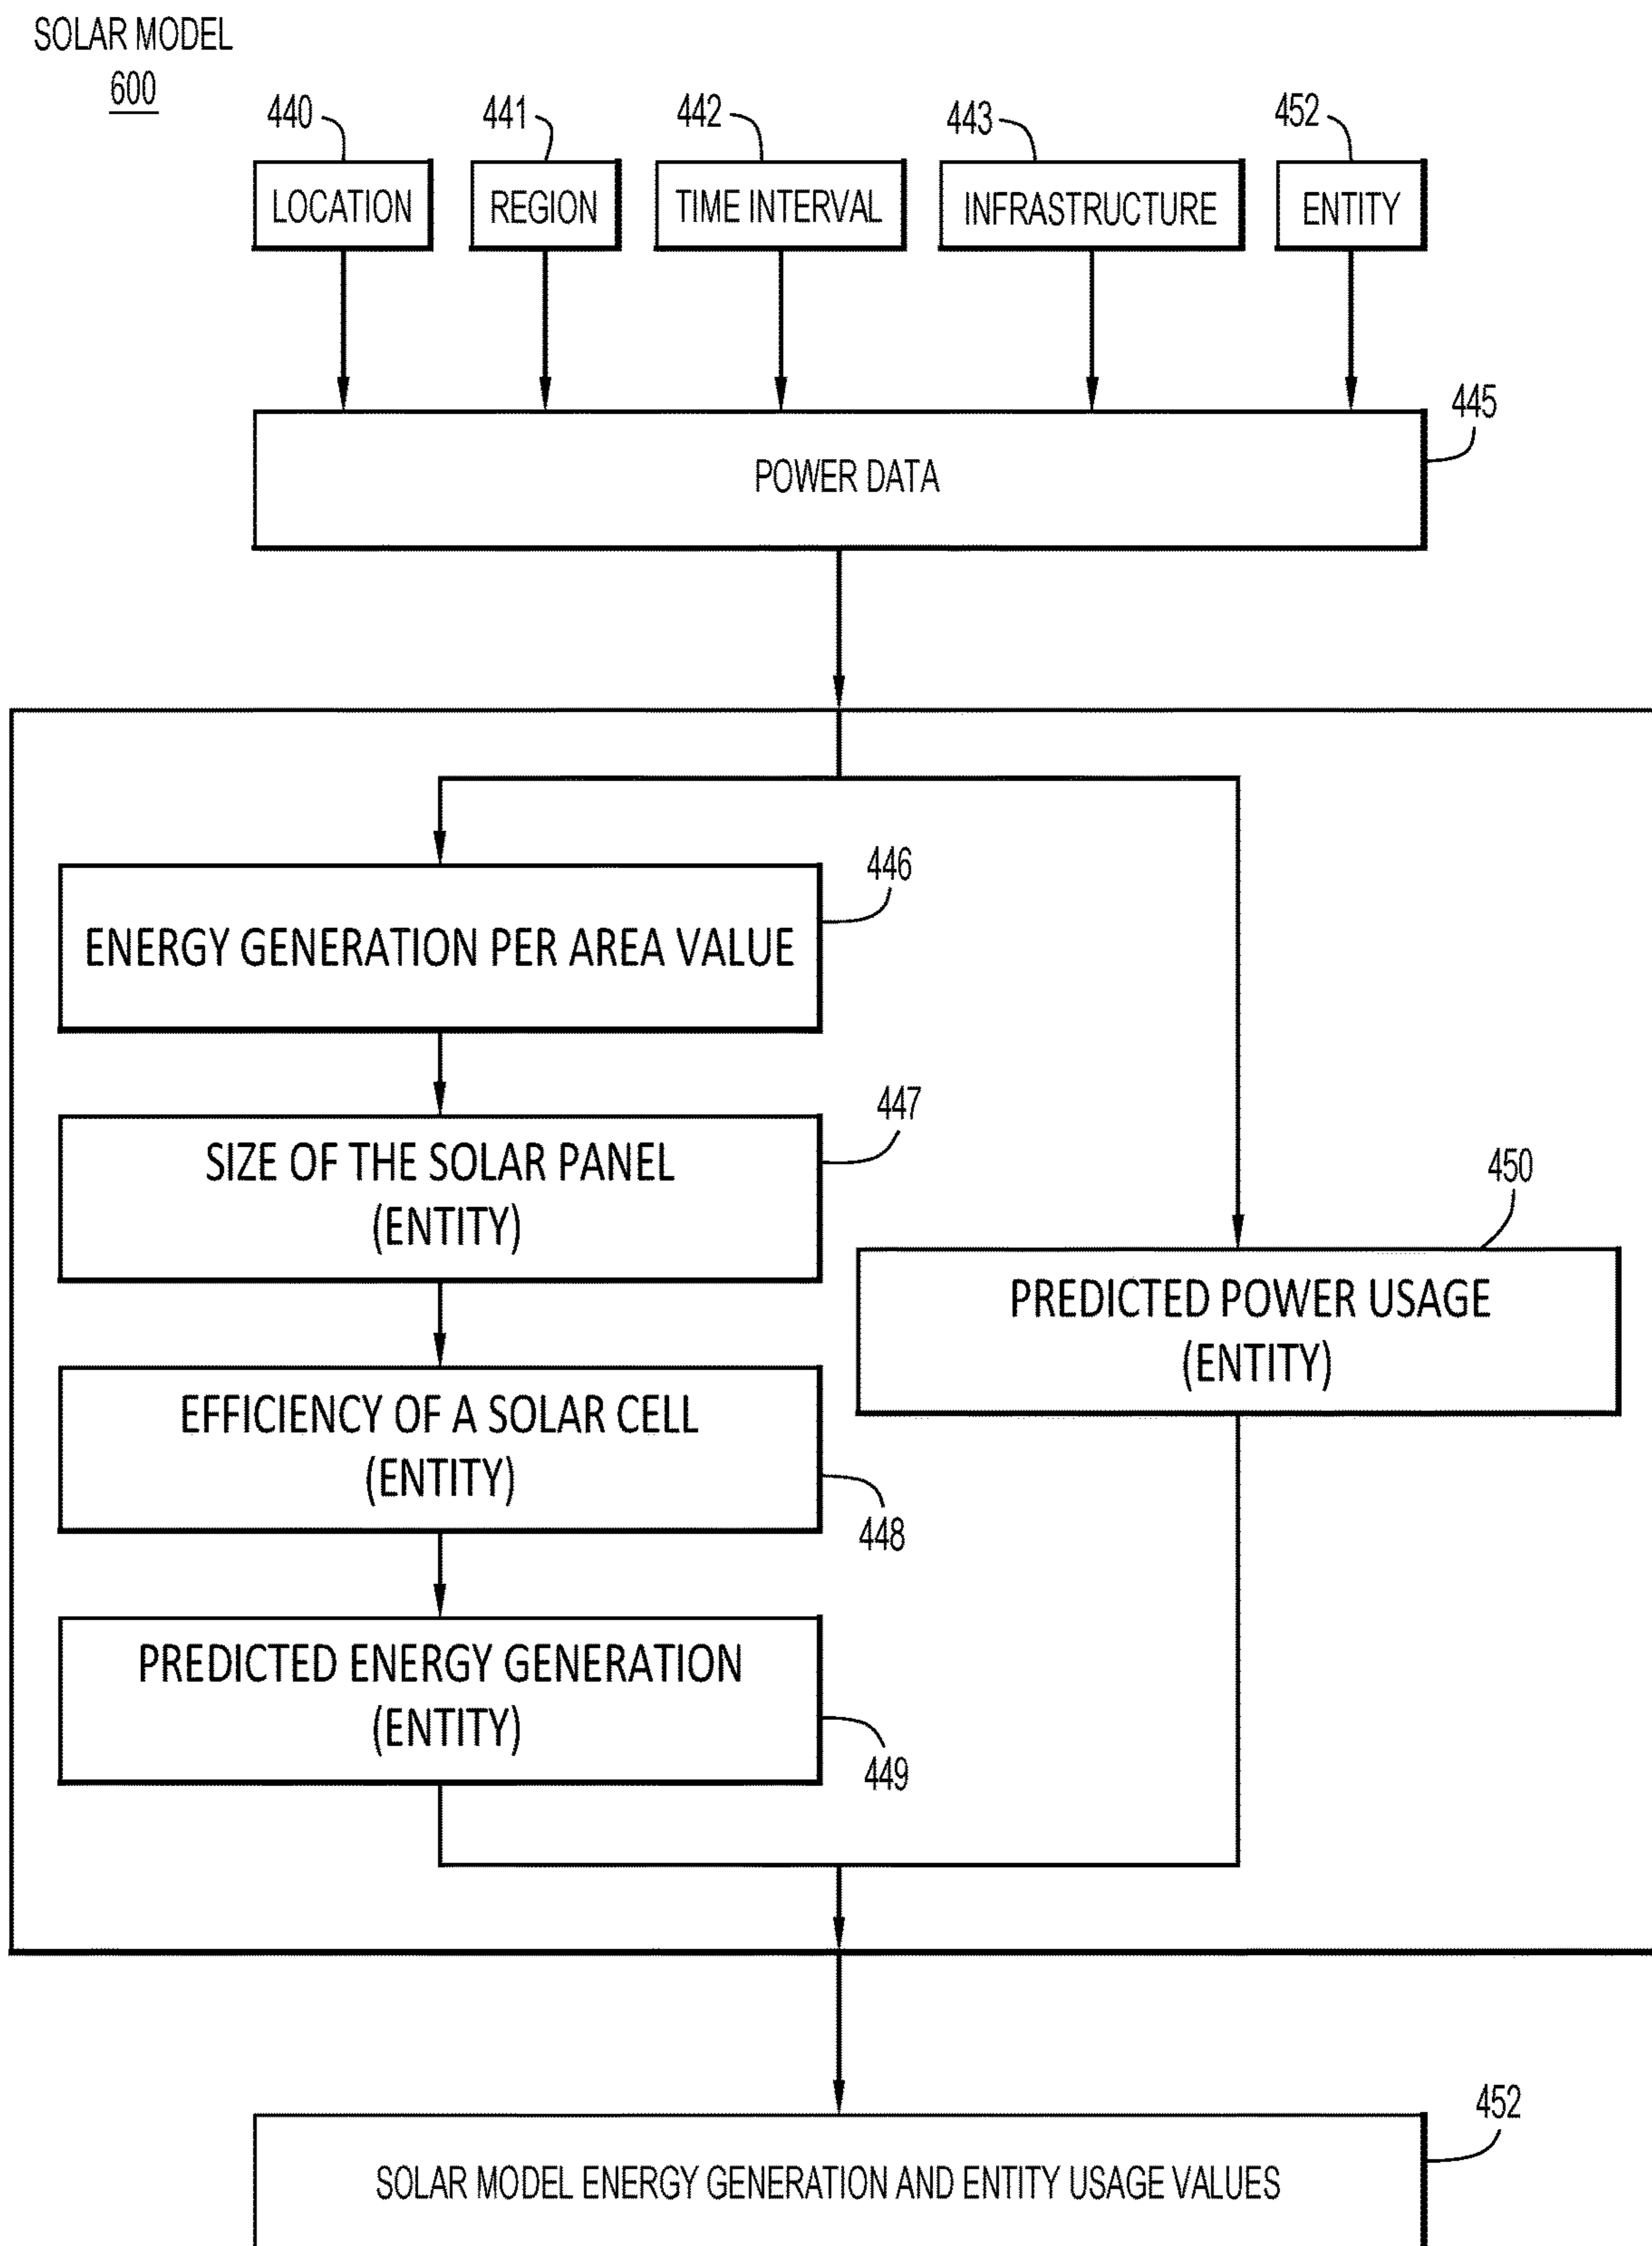 SOLAR MODEL
600
440
441
442
443
452
LOCATION
REGION
TIME INTERVAL
INFRASTRUCTURE
ENTITY
445
POWER DATA
446
ENERGY GENERATION PER AREA VALUE
447
SIZE OF THE SOLAR PANEL
(ENTITY)
450
PREDICTED POWER USAGE
(ENTITY)
EFFICIENCY OF A SOLAR CELL
(ENTITY)
448
PREDICTED ENERGY GENERATION
(ENTITY)
449
452
SOLAR MODEL ENERGY GENERATION AND ENTITY USAGE VALUES